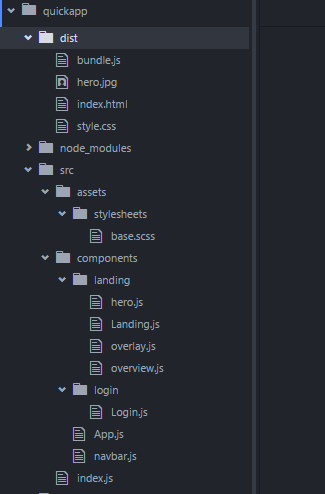 quickapp
dist
bundle.js
hero.jpg
index.html
style.css
node_modules
src
assets
stylesheets
base.scss
components
landing
hero.js
Landing.js
overlay.js
overview.js
login
Login.js
App.js
navbar.js
index.js